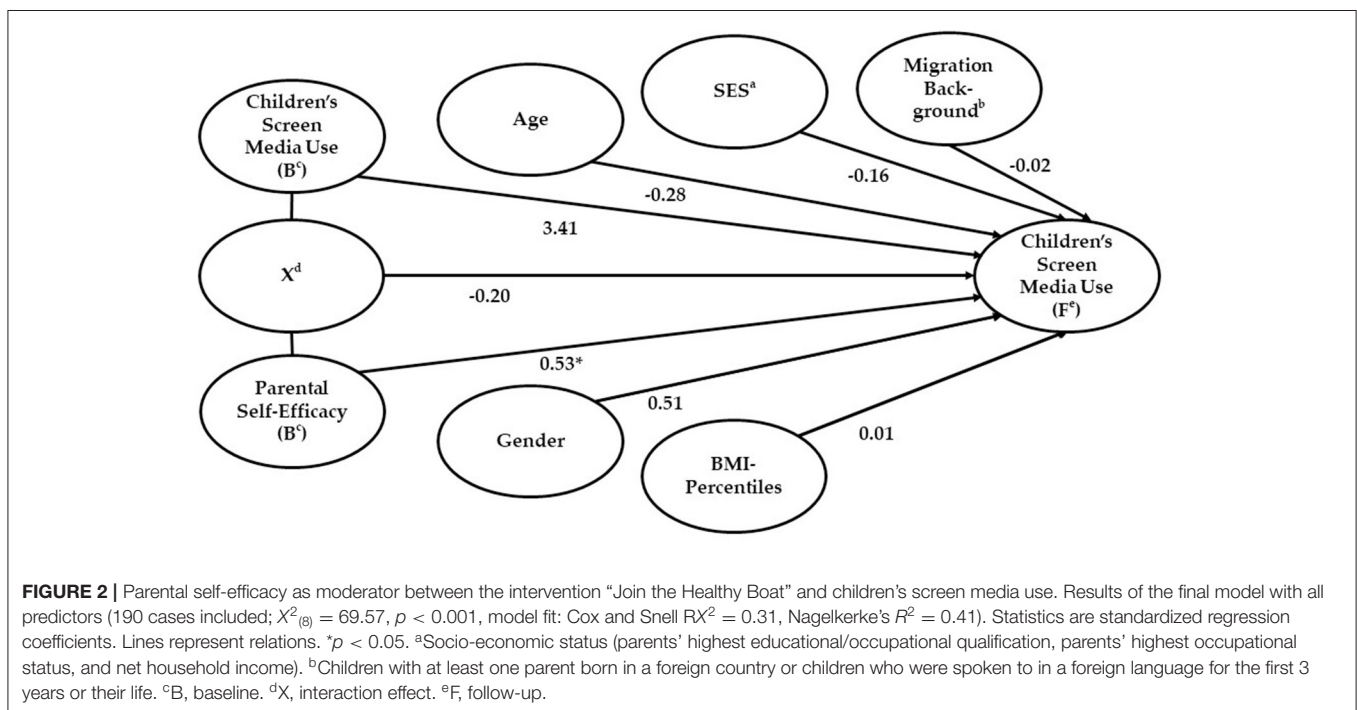 Children's
Screen
Media Use
(Bᶜ)
Age
SESᵃ
Migration
Back-
groundᵇ
-0.02
-0.16
-0.28
3.41
Xᵈ
-0.20
Children's
Screen
Media Use
(Fᵉ)
0.53*
Parental
Self-Efficacy
(Bᶜ)
0.51
Gender
0.01
BMI-
Percentiles
FIGURE 2 | Parental self-efficacy as moderator between the intervention “Join the Healthy Boat” and children's screen media use. Results of the final model with all
predictors (190 cases included; X²₍₈₎ = 69.57, p < 0.001, model fit: Cox and Snell RX² = 0.31, Nagelkerke's R² = 0.41). Statistics are standardized regression
coefficients. Lines represent relations. *p < 0.05. ᵃSocio-economic status (parents' highest educational/occupational qualification, parents' highest occupational
status, and net household income). ᵇChildren with at least one parent born in a foreign country or children who were spoken to in a foreign language for the first 3
years or their life. ᶜB, baseline. ᵈX, interaction effect. ᵉF, follow-up.